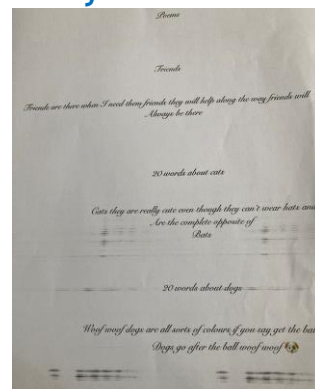 Poems
Friends
Friends are there when I need them friends they will help along the way friends will
Always be there
20 words about cats
Cats they are really cute even though they can't wear hats and
Are the complete opposite of
Bats
20 words about dogs
Woof woof dogs are all sorts of colours if you say get the
Dogs go after the ball woof woof